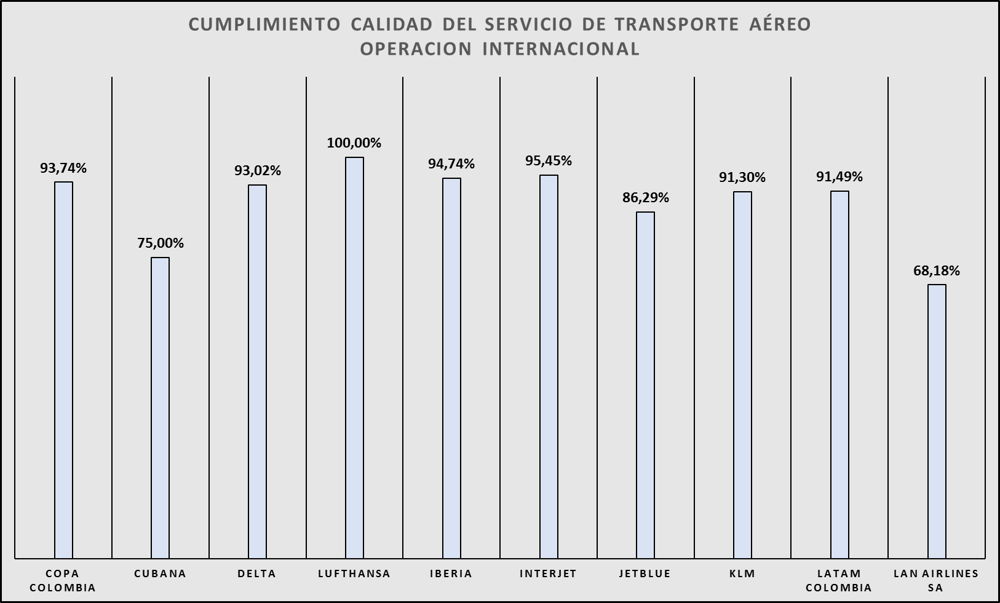 CUMPLIMIENTO CALIDAD DEL SERVICIO DE TRANSPORTE AÉREO
OPERACION INTERNACIONAL
93,74%
75,00%
93,02%
100,00%
94,74%
95,45%
86,29%
91,30%
91,49%
68,18%
COPA
COLOMBIA
CUBANA
DELTA
LUFTHANSA
IBERIA
INTERJET
JETBLUE
KLM
LATAM
COLOMBIA
LAN AIRLINES
SA